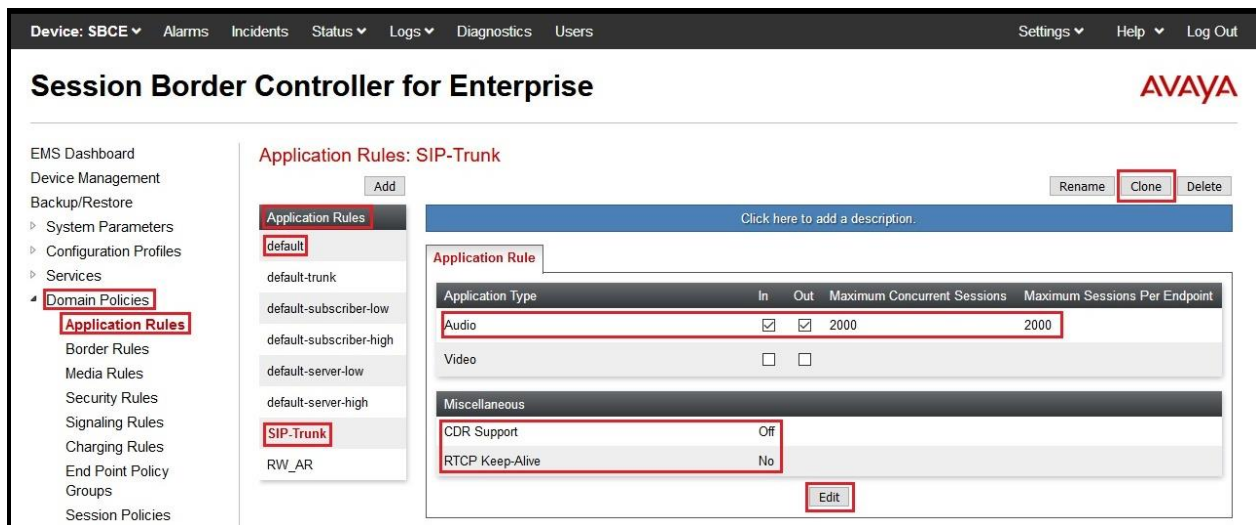 Device: SBCE Alarms Incidents Status Logs Diagnostics Users Settings Help Log Out
Session Border Controller for Enterprise
AVAYA
EMS Dashboard
Device Management
Backup/Restore
System Parameters
Configuration Profiles
Services
Domain Policies
Application Rules
Border Rules
Media Rules
Security Rules
Signaling Rules
Charging Rules
End Point Policy
Groups
Session Policies
Application Rules: SIP-Trunk
Add
Rename Clone Delete
Application Rules
default
default-trunk
default-subscriber-low
default-subscriber-high
default-server-low
default-server-high
SIP-Trunk
RW_AR
Click here to add a description.
Application Rule
Application Type In Out Maximum Concurrent Sessions Maximum Sessions Per Endpoint
Audio 2000 2000
Video
Miscellaneous
CDR Support Off
RTCP Keep-Alive No
Edit